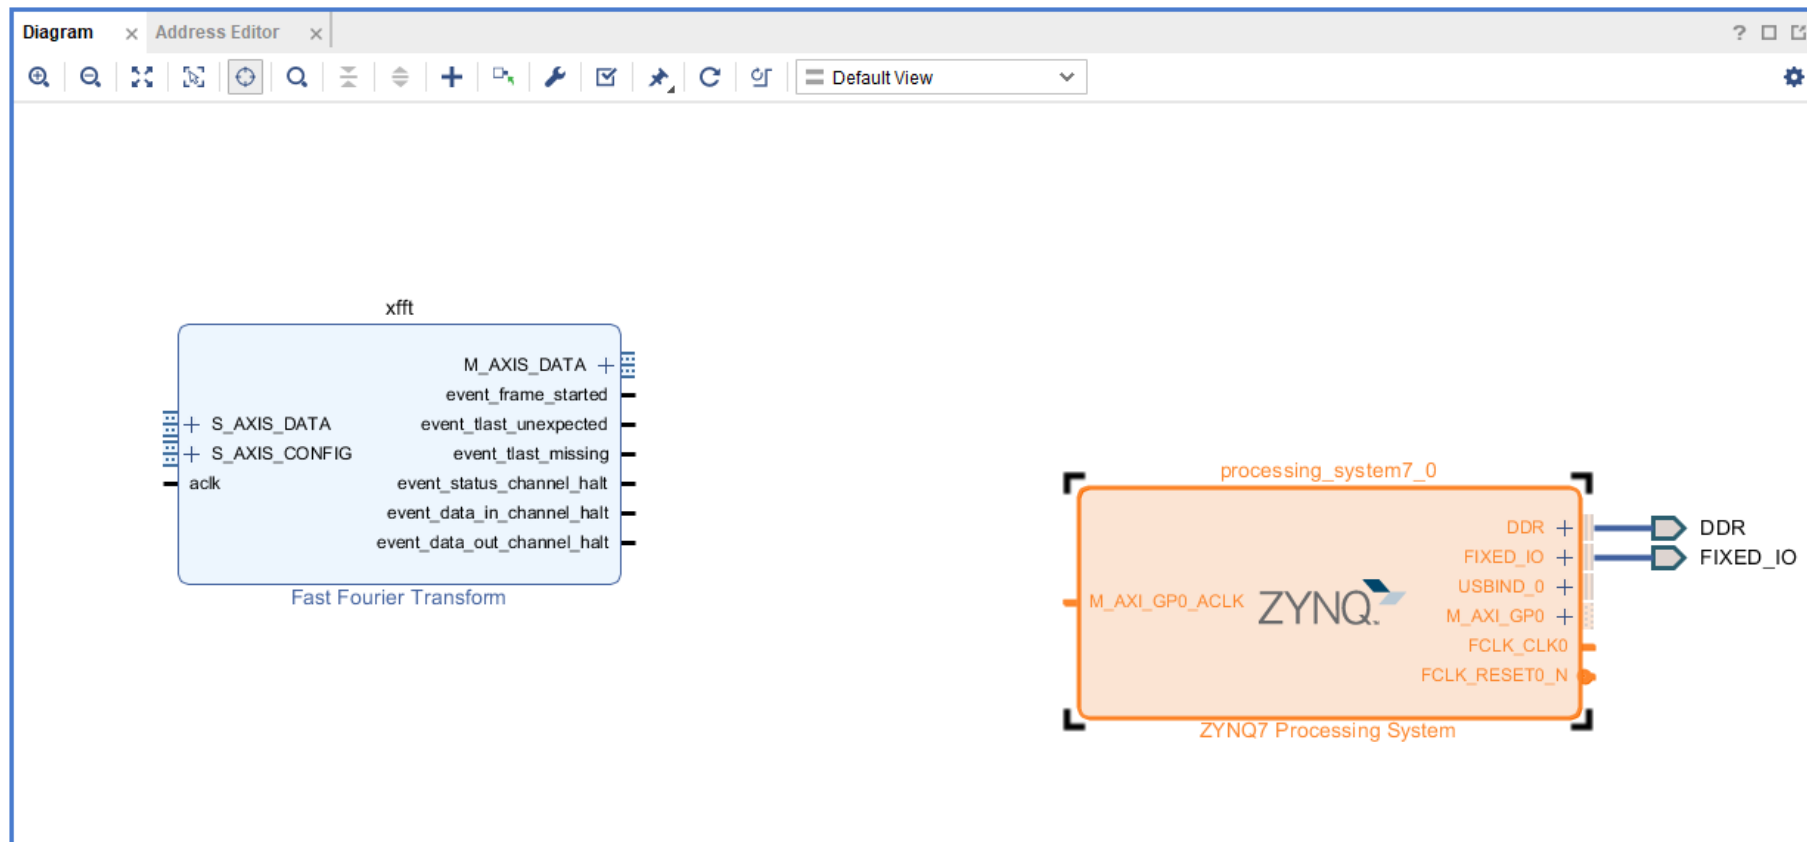 Diagram × Address Editor ×
Default View
xfft
M_AXIS_DATA
event_frame_started
S_AXIS_DATA event_tlast_unexpected
S_AXIS_CONFIG event_tlast_missing
aclk event_status_channel_halt
event_data_in_channel_halt
event_data_out_channel_halt
Fast Fourier Transform
processing_system7_0
DDR DDR
FIXED_IO FIXED_IO
USBIND_0
M_AXI_GP0_ACLK ZYNQ M_AXI_GP0
FCLK_CLK0
FCLK_RESET0_N
ZYNQ7 Processing System